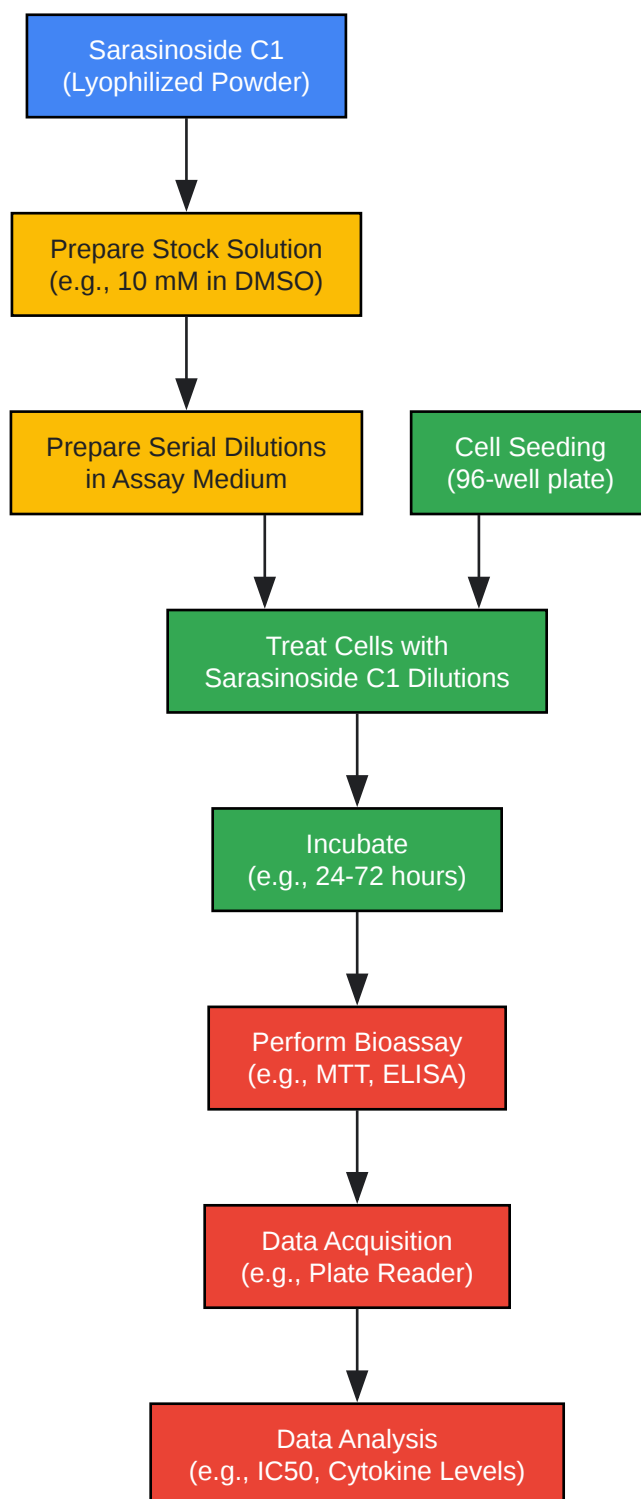 Sarasinoside C1
(Lyophilized Powder)
Prepare Stock Solution
(e.g., 10 mM in DMSO)
Prepare Serial Dilutions
in Assay Medium
Cell Seeding
(96-well plate)
Treat Cells with
Sarasinoside C1 Dilutions
Incubate
(e.g., 24-72 hours)
Perform Bioassay
(e.g., MTT, ELISA)
Data Acquisition
(e.g., Plate Reader)
Data Analysis
(e.g., IC50, Cytokine Levels)